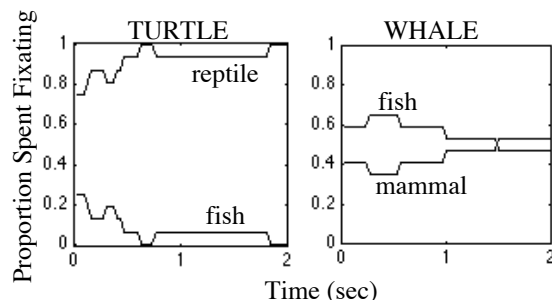 TURTLE
WHALE
Proportion Spent Fixating
1
0.8
0.6
0.4
0.2
0
reptile
fish
0
1
2
1
0.8
0.6
0.4
0.2
0
fish
mammal
0
1
2
Time (sec)